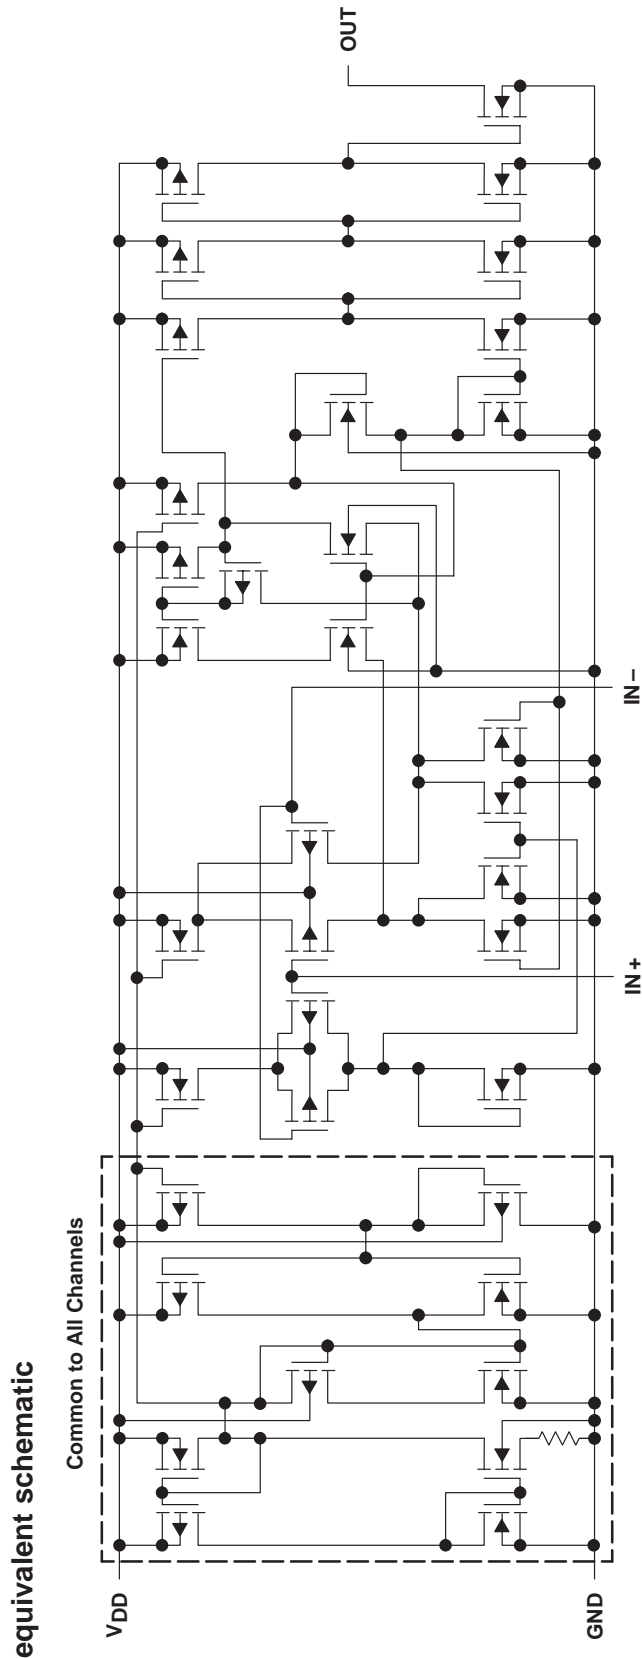 equivalent schematic
Common to All Channels
VDD
GND
IN+
IN−
OUT